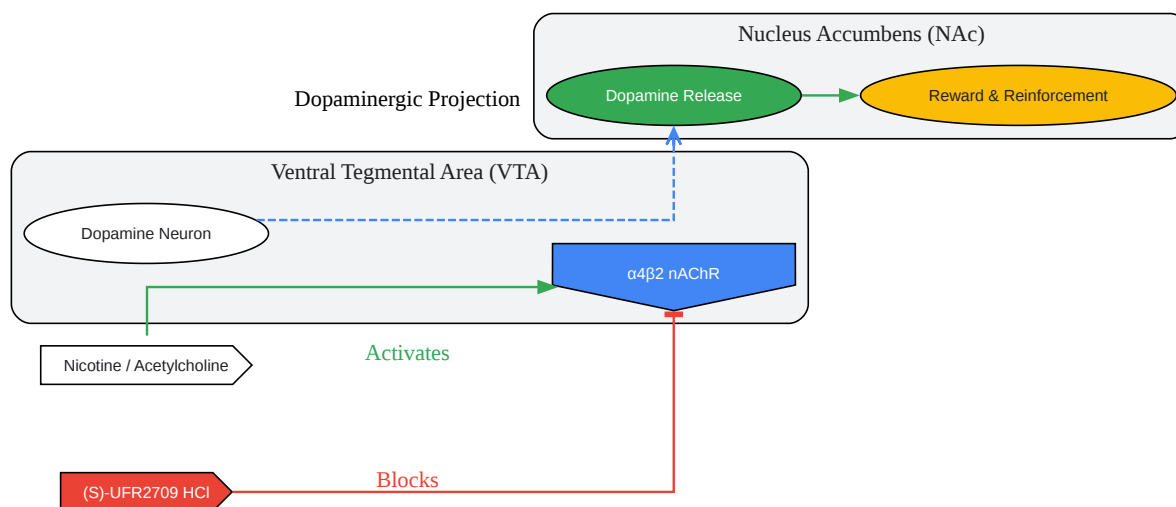 Nucleus Accumbens (NAc)
Dopamine Release
Reward & Reinforcement
Dopaminergic Projection
Ventral Tegmental Area (VTA)
Dopamine Neuron
α4β2 nAChR
Activates
Nicotine / Acetylcholine
Blocks
(S)-UFR2709 HCl